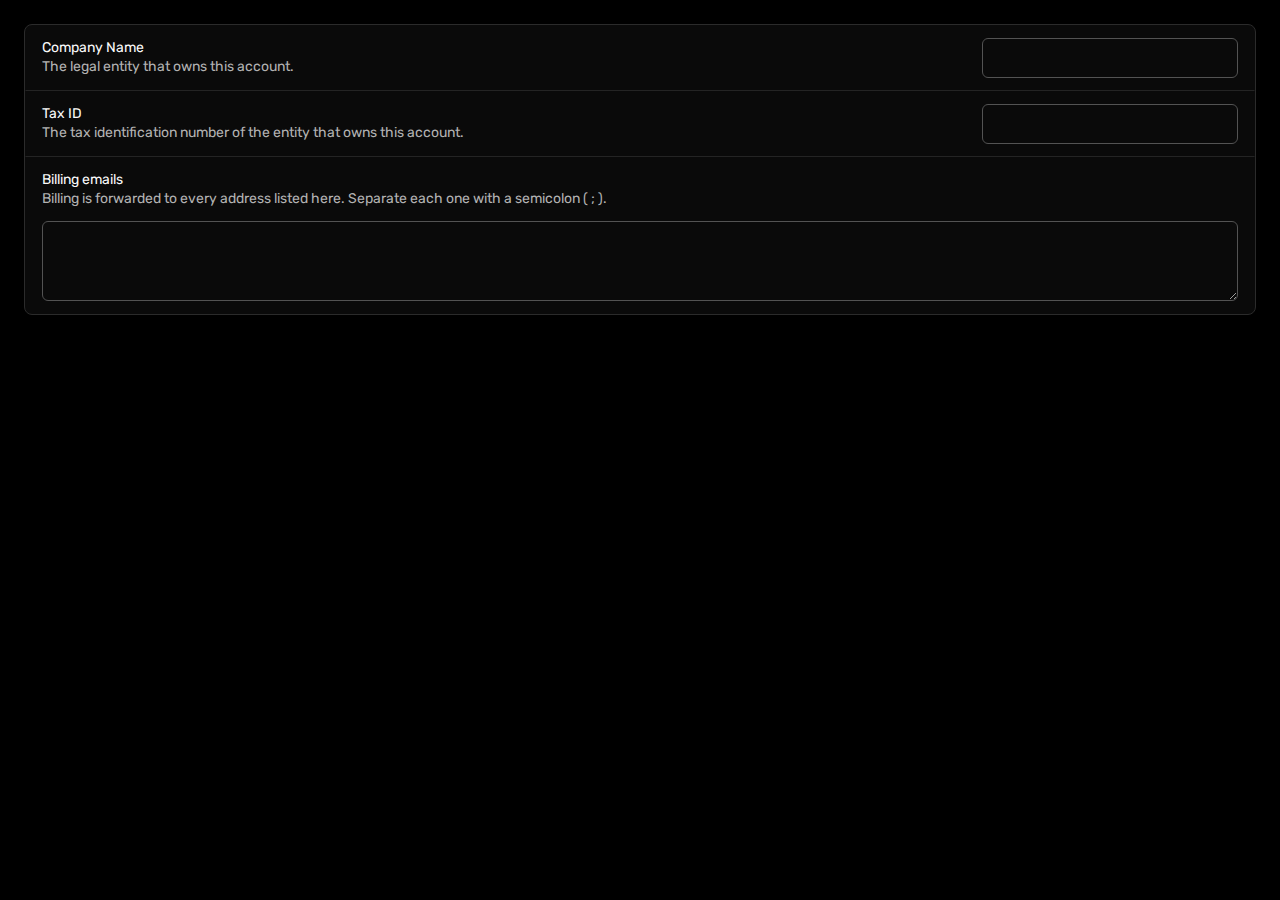 Company Name
The legal entity that owns this account.
Tax ID
The tax identification number of the entity that owns this account.
Billing emails
Billing is forwarded to every address listed here. Separate each one with a semicolon ( ; ).